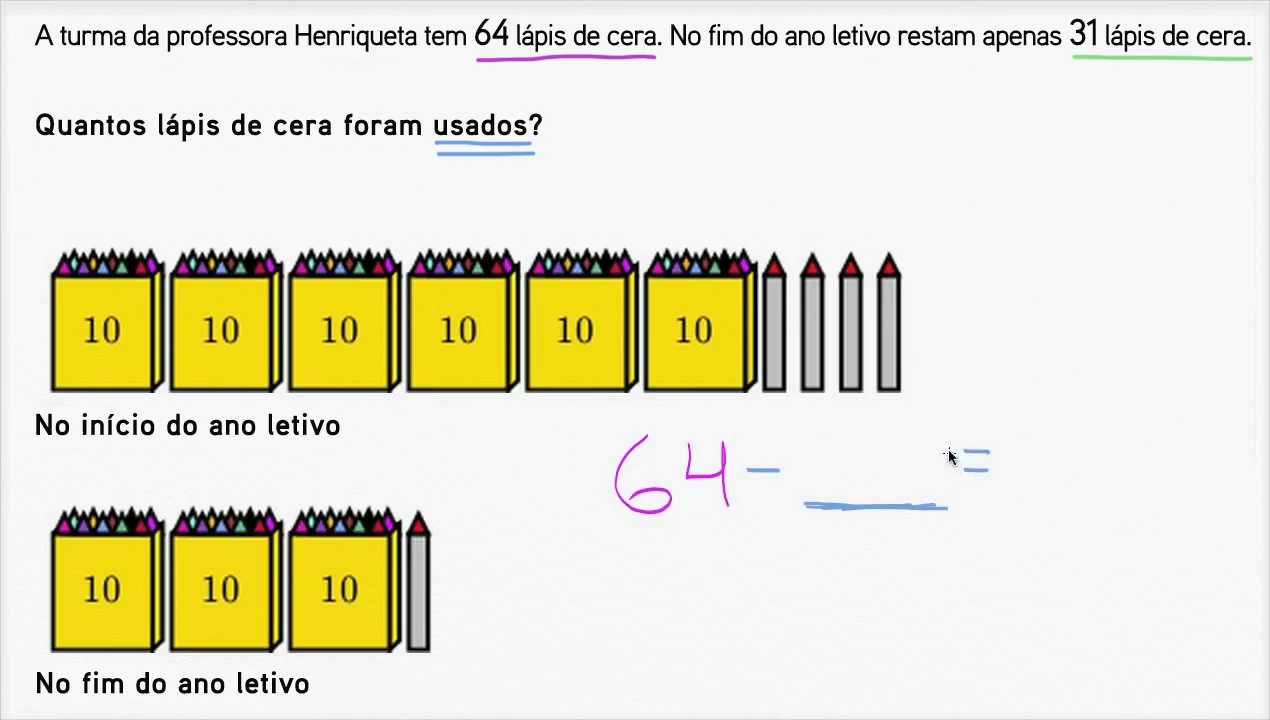 A turma da professora Henriqueta tem 64 lápis de cera. No fim do ano letivo restam apenas 31 lápis de cera.
Quantos lápis de cera foram usados?
10 10 10 10 10 10
No início do ano letivo
64 - ____ =
10 10 10
No fim do ano letivo